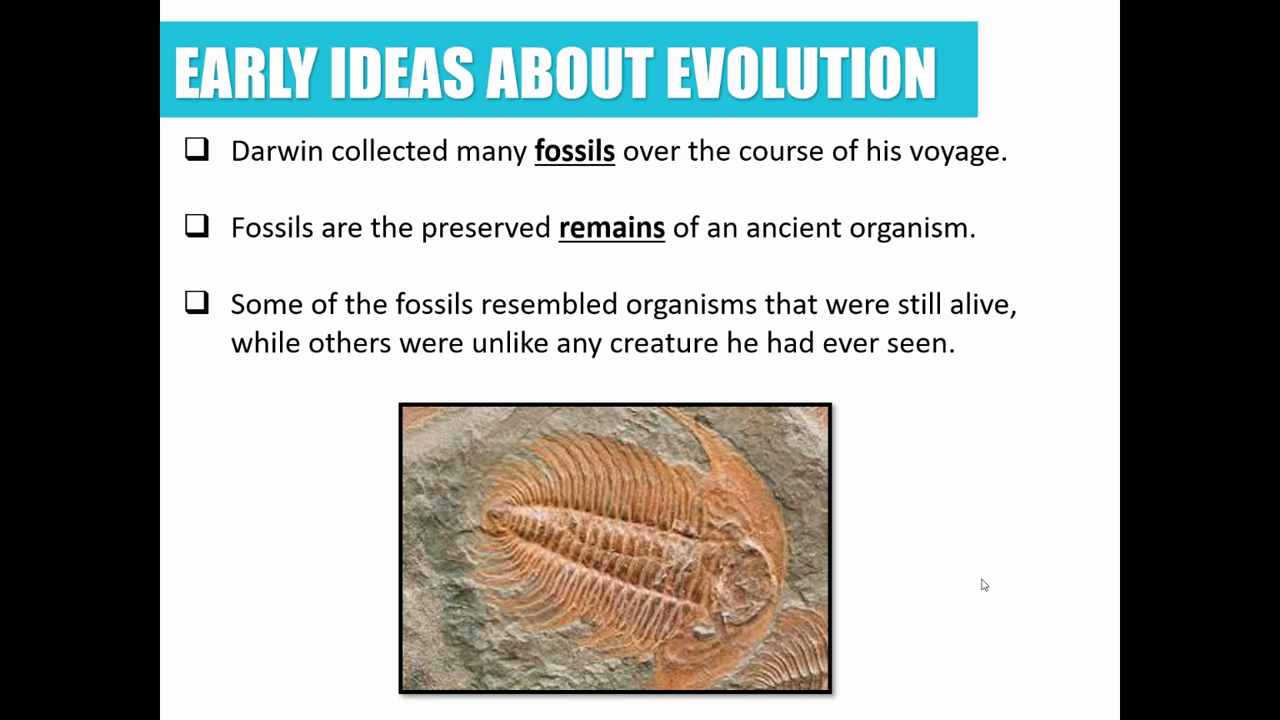 EARLY IDEAS ABOUT EVOLUTION
Darwin collected many fossils over the course of his voyage.
Fossils are the preserved remains of an ancient organism.
Some of the fossils resembled organisms that were still alive,
while others were unlike any creature he had ever seen.